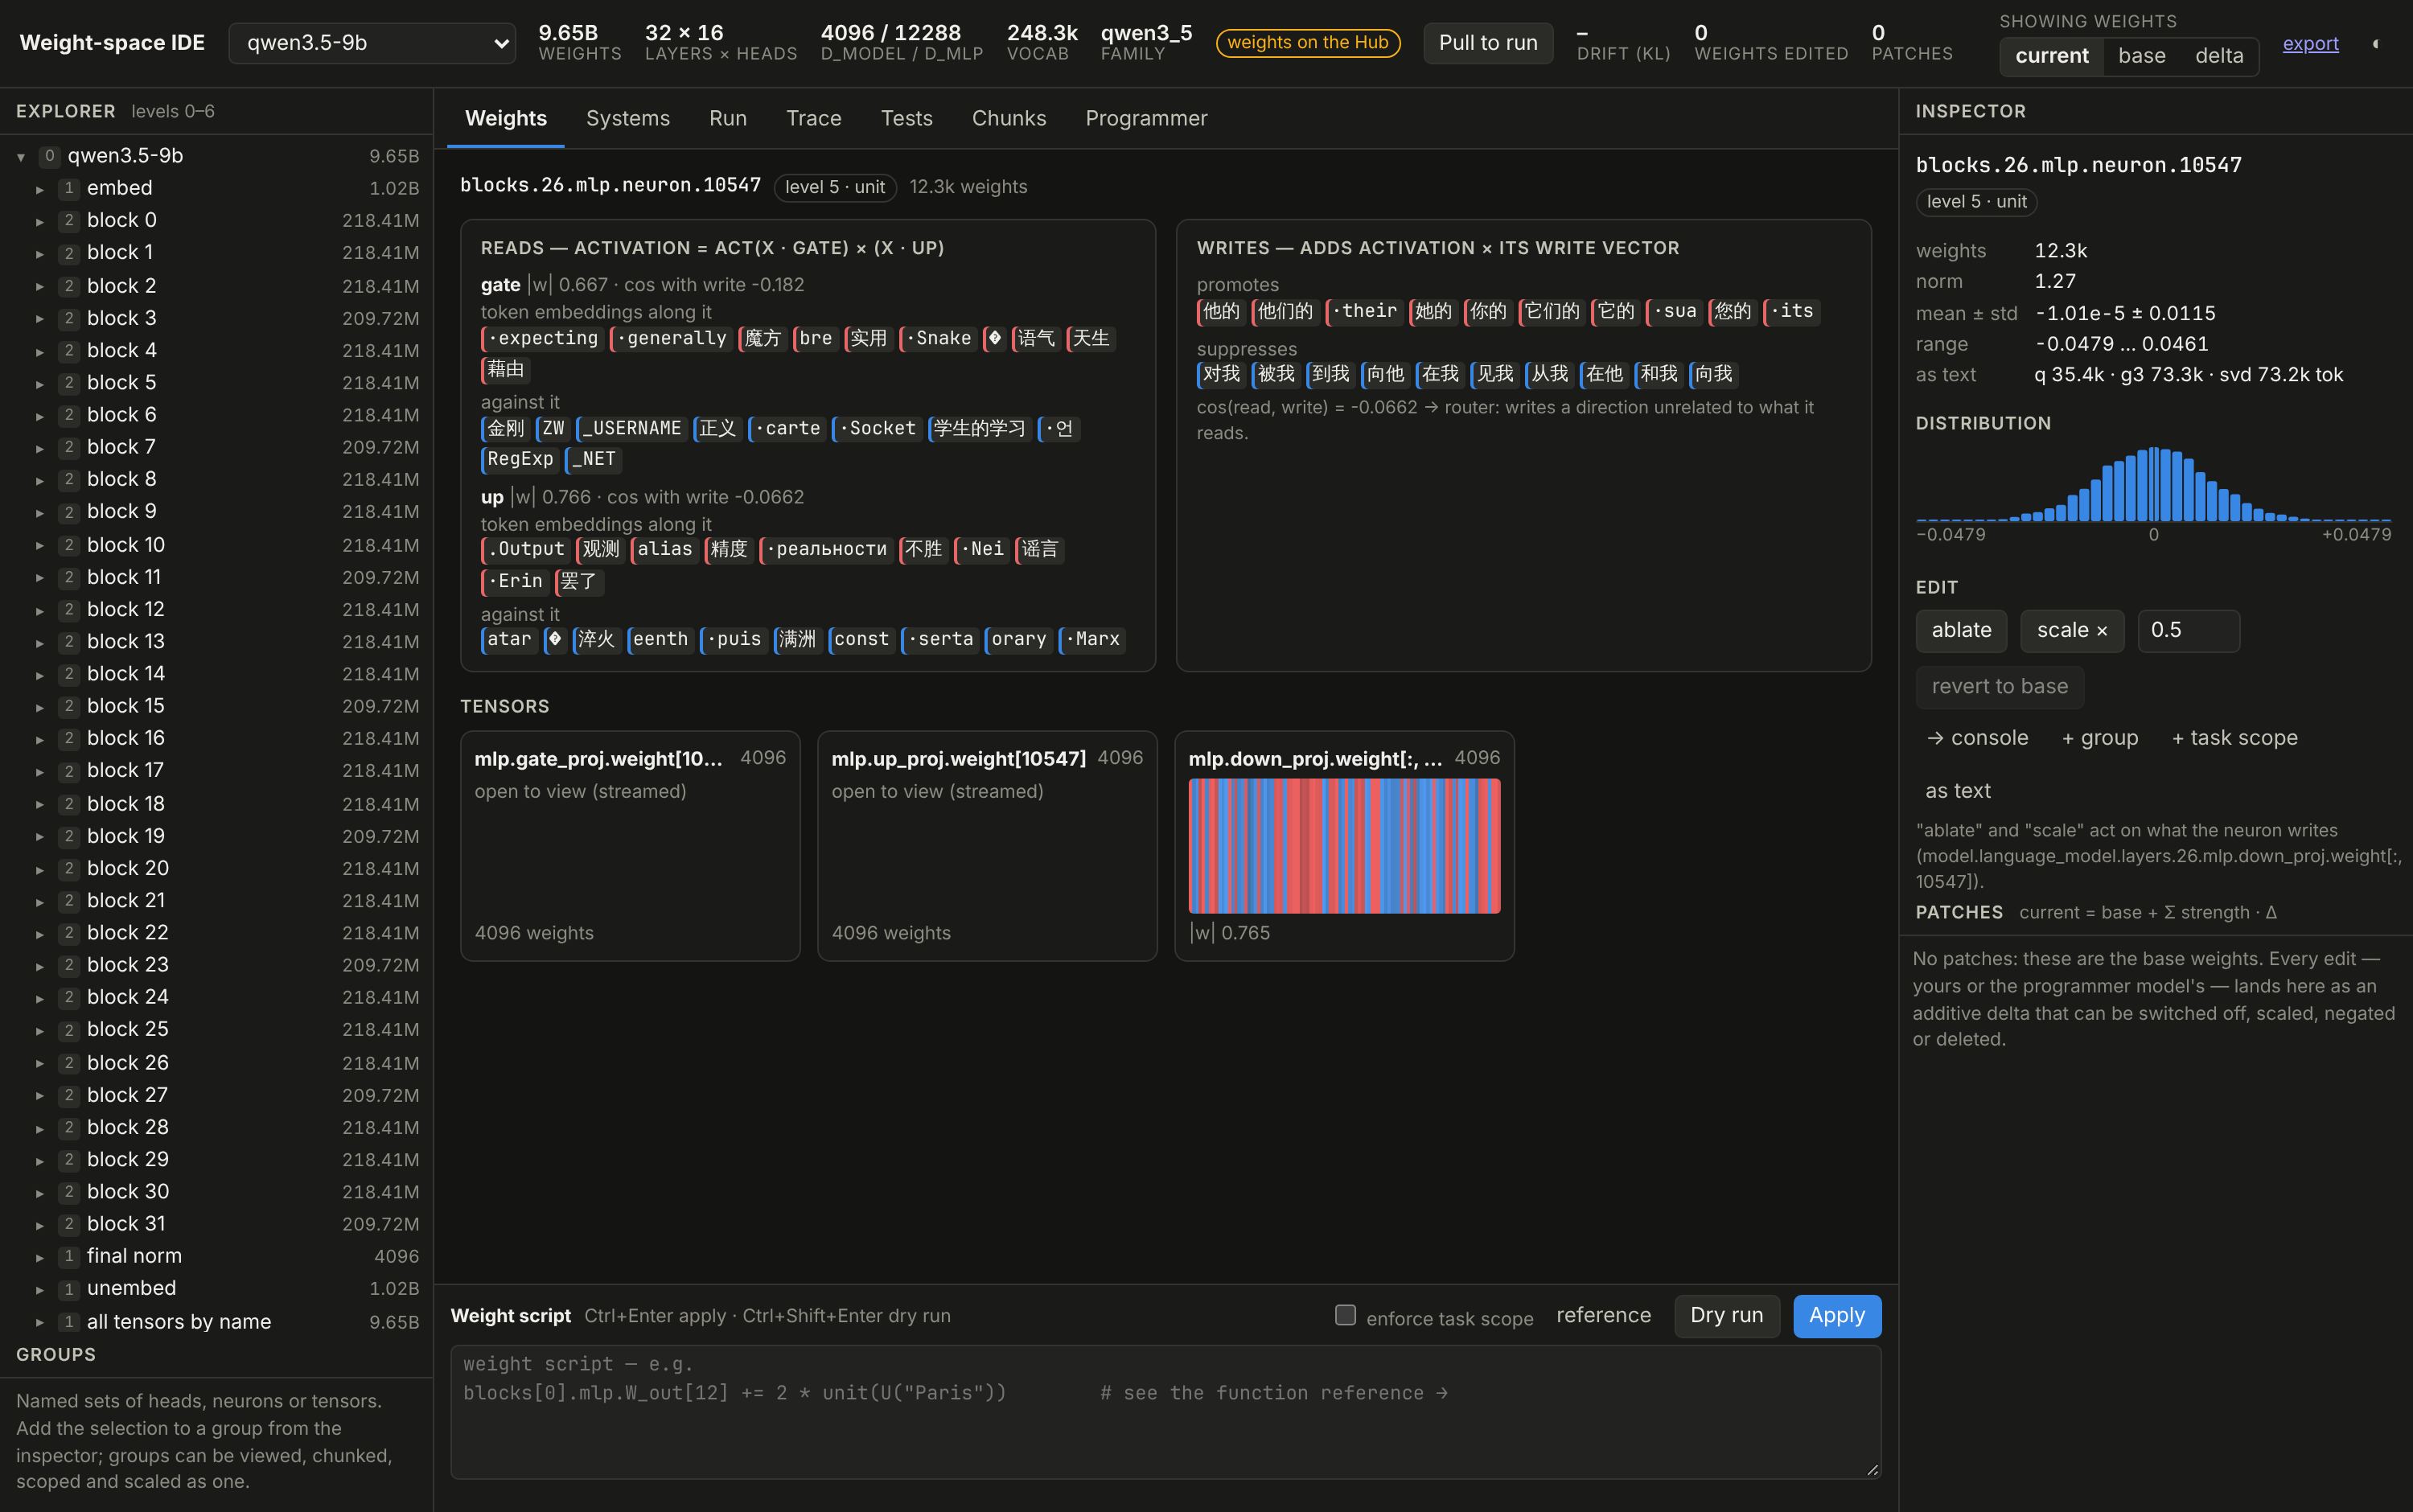 Weight-space IDE
qwen3.5-9b
9.65B
WEIGHTS
32 × 16
LAYERS × HEADS
4096 / 12288
D_MODEL / D_MLP
248.3k
VOCAB
qwen3_5
FAMILY
weights on the Hub
Pull to run
–
DRIFT (KL)
0
WEIGHTS EDITED
0
PATCHES
SHOWING WEIGHTS
current base delta
export
EXPLORER levels 0–6
0 qwen3.5-9b 9.65B
1 embed 1.02B
2 block 0 218.41M
2 block 1 218.41M
2 block 2 218.41M
2 block 3 209.72M
2 block 4 218.41M
2 block 5 218.41M
2 block 6 218.41M
2 block 7 209.72M
2 block 8 218.41M
2 block 9 218.41M
2 block 10 218.41M
2 block 11 209.72M
2 block 12 218.41M
2 block 13 218.41M
2 block 14 218.41M
2 block 15 209.72M
2 block 16 218.41M
2 block 17 218.41M
2 block 18 218.41M
2 block 19 209.72M
2 block 20 218.41M
2 block 21 218.41M
2 block 22 218.41M
2 block 23 209.72M
2 block 24 218.41M
2 block 25 218.41M
2 block 26 218.41M
2 block 27 209.72M
2 block 28 218.41M
2 block 29 218.41M
2 block 30 218.41M
2 block 31 209.72M
1 final norm 4096
1 unembed 1.02B
1 all tensors by name 9.65B
GROUPS
Named sets of heads, neurons or tensors.
Add the selection to a group from the
inspector; groups can be viewed, chunked,
scoped and scaled as one.
Weights Systems Run Trace Tests Chunks Programmer
blocks.26.mlp.neuron.10547 level 5 · unit 12.3k weights
READS — ACTIVATION = ACT(X · GATE) × (X · UP)
gate |w| 0.667 · cos with write -0.182
token embeddings along it
·expecting ·generally 魔方 bre 实用 ·Snake � 语气 天生
藉由
against it
金刚 ZW _USERNAME 正义 ·carte ·Socket 学生的学习 ·언
RegExp _NET
up |w| 0.766 · cos with write -0.0662
token embeddings along it
.Output 观测 alias 精度 ·реальности 不胜 ·Nei 谣言
·Erin 罢了
against it
atar � 淬火 eenth ·puis 满洲 const ·serta orary ·Marx
WRITES — ADDS ACTIVATION × ITS WRITE VECTOR
promotes
他的 他们的 ·their 她的 你的 它们的 它的 ·sua 您的 ·its
suppresses
对我 被我 到我 向他 在我 见我 从我 在他 和我 向我
cos(read, write) = -0.0662 → router: writes a direction unrelated to what it
reads.
TENSORS
mlp.gate_proj.weight[10... 4096
open to view (streamed)
4096 weights
mlp.up_proj.weight[10547] 4096
open to view (streamed)
4096 weights
mlp.down_proj.weight[:, ... 4096
|w| 0.765
Weight script Ctrl+Enter apply · Ctrl+Shift+Enter dry run
enforce task scope reference Dry run Apply
weight script — e.g.
blocks[0].mlp.W_out[12] += 2 * unit(U("Paris")) # see the function reference →
INSPECTOR
blocks.26.mlp.neuron.10547
level 5 · unit
weights 12.3k
norm 1.27
mean ± std -1.01e-5 ± 0.0115
range -0.0479 ... 0.0461
as text q 35.4k · g3 73.3k · svd 73.2k tok
DISTRIBUTION
−0.0479 0 +0.0479
EDIT
ablate scale × 0.5
revert to base
→ console + group + task scope
as text
"ablate" and "scale" act on what the neuron writes
(model.language_model.layers.26.mlp.down_proj.weight[:,
10547]).
PATCHES current = base + Σ strength · Δ
No patches: these are the base weights. Every edit —
yours or the programmer model's — lands here as an
additive delta that can be switched off, scaled, negated
or deleted.